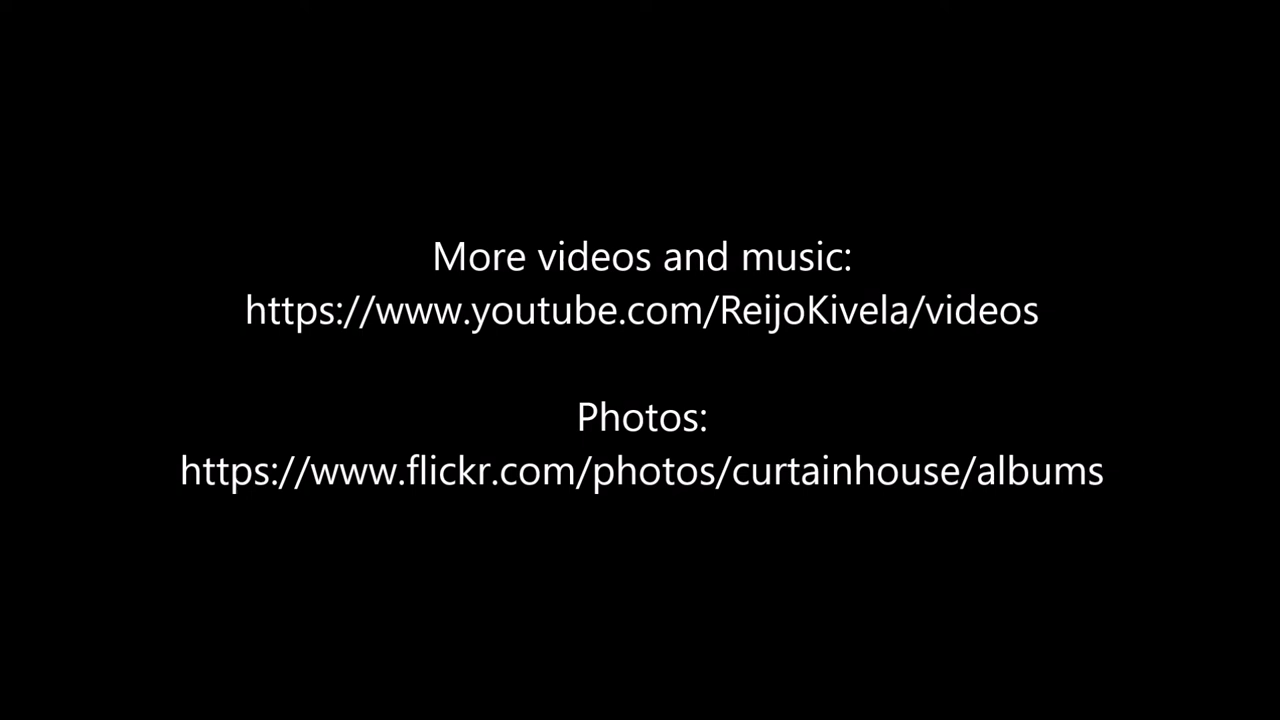 More videos and music:
https://www.youtube.com/ReijoKivela/videos
Photos:
https://www.flickr.com/photos/curtainhouse/albums